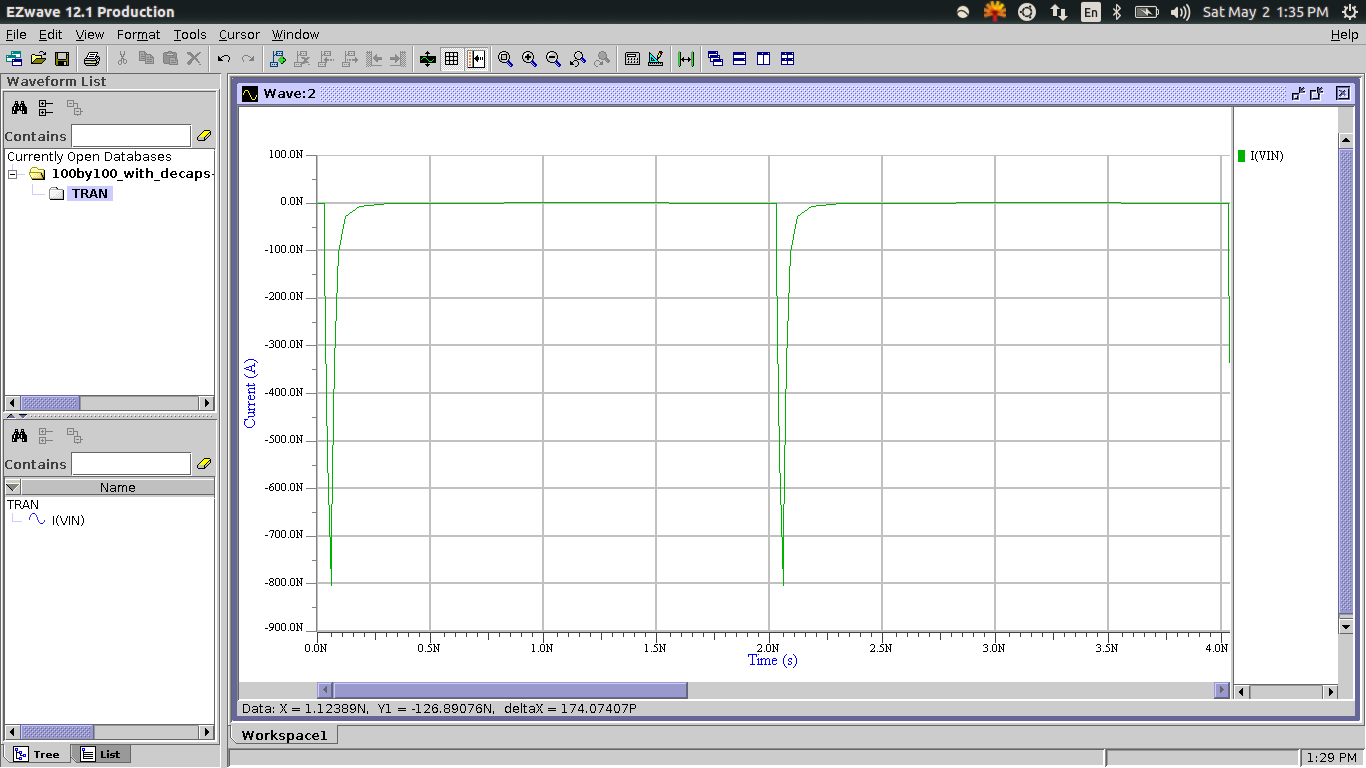 EZwave 12.1 Production
En
Sat May 2 1:35 PM
File Edit View Format Tools Cursor Window Help
Waveform List
Contains
Currently Open Databases
100by100_with_decaps-
TRAN
Contains
Name
TRAN
I(VIN)
Tree List
Wave:2
100.0N
0.0N
-100.0N
-200.0N
-300.0N
-400.0N
-500.0N
-600.0N
-700.0N
-800.0N
-900.0N
Current (A)
0.0N 0.5N 1.0N 1.5N 2.0N 2.5N 3.0N 3.5N 4.0N
Time (s)
I(VIN)
Data: X = 1.12389N, Y1 = -126.89076N, deltaX = 174.07407P
Workspace1
1:29 PM